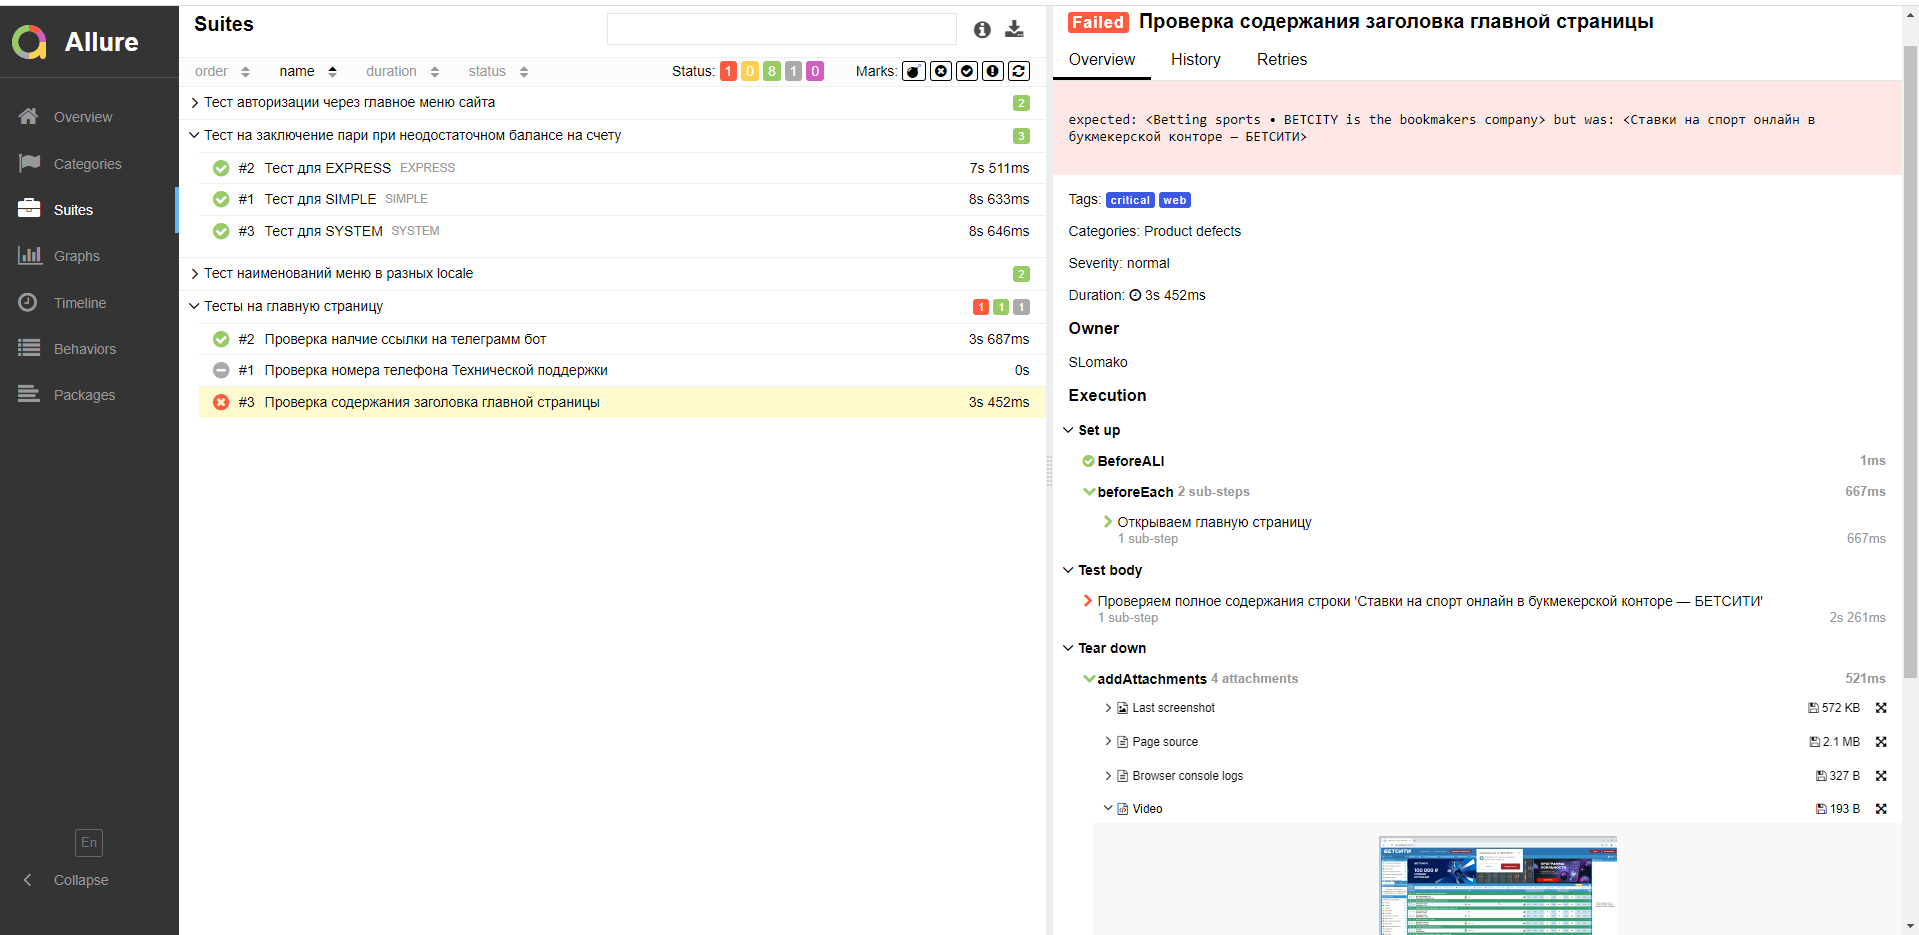 Allure
Overview
Categories
Suites
Graphs
Timeline
Behaviors
Packages
En
Collapse
Suites
order name duration status Status: 1 0 8 1 0 Marks:
Тест авторизации через главное меню сайта 2
Тест на заключение пари при неодостаточном балансе на счету 3
#2 Тест для EXPRESS EXPRESS 7s 511ms
#1 Тест для SIMPLE SIMPLE 8s 633ms
#3 Тест для SYSTEM SYSTEM 8s 646ms
Тест наименований меню в разных locale 2
Тесты на главную страницу 1 1 1
#2 Проверка налчие ссылки на телеграмм бот 3s 687ms
#1 Проверка номера телефона Технической поддержки 0s
#3 Проверка содержания заголовка главной страницы 3s 452ms
Failed Проверка содержания заголовка главной страницы
Overview History Retries
expected: <Betting sports • BETCITY is the bookmakers company> but was: <Ставки на спорт онлайн в
букмекерской конторе — БЕТСИТИ>
Tags: critical web
Categories: Product defects
Severity: normal
Duration: 3s 452ms
Owner
SLomako
Execution
Set up
BeforeALl 1ms
beforeEach 2 sub-steps 667ms
Открываем главную страницу
1 sub-step 667ms
Test body
Проверяем полное содержания строки 'Ставки на спорт онлайн в букмекерской конторе — БЕТСИТИ'
1 sub-step 2s 261ms
Tear down
addAttachments 4 attachments 521ms
Last screenshot 572 KB
Page source 2.1 MB
Browser console logs 327 B
Video 193 B
БЕТСИТИ
100 000 ₽